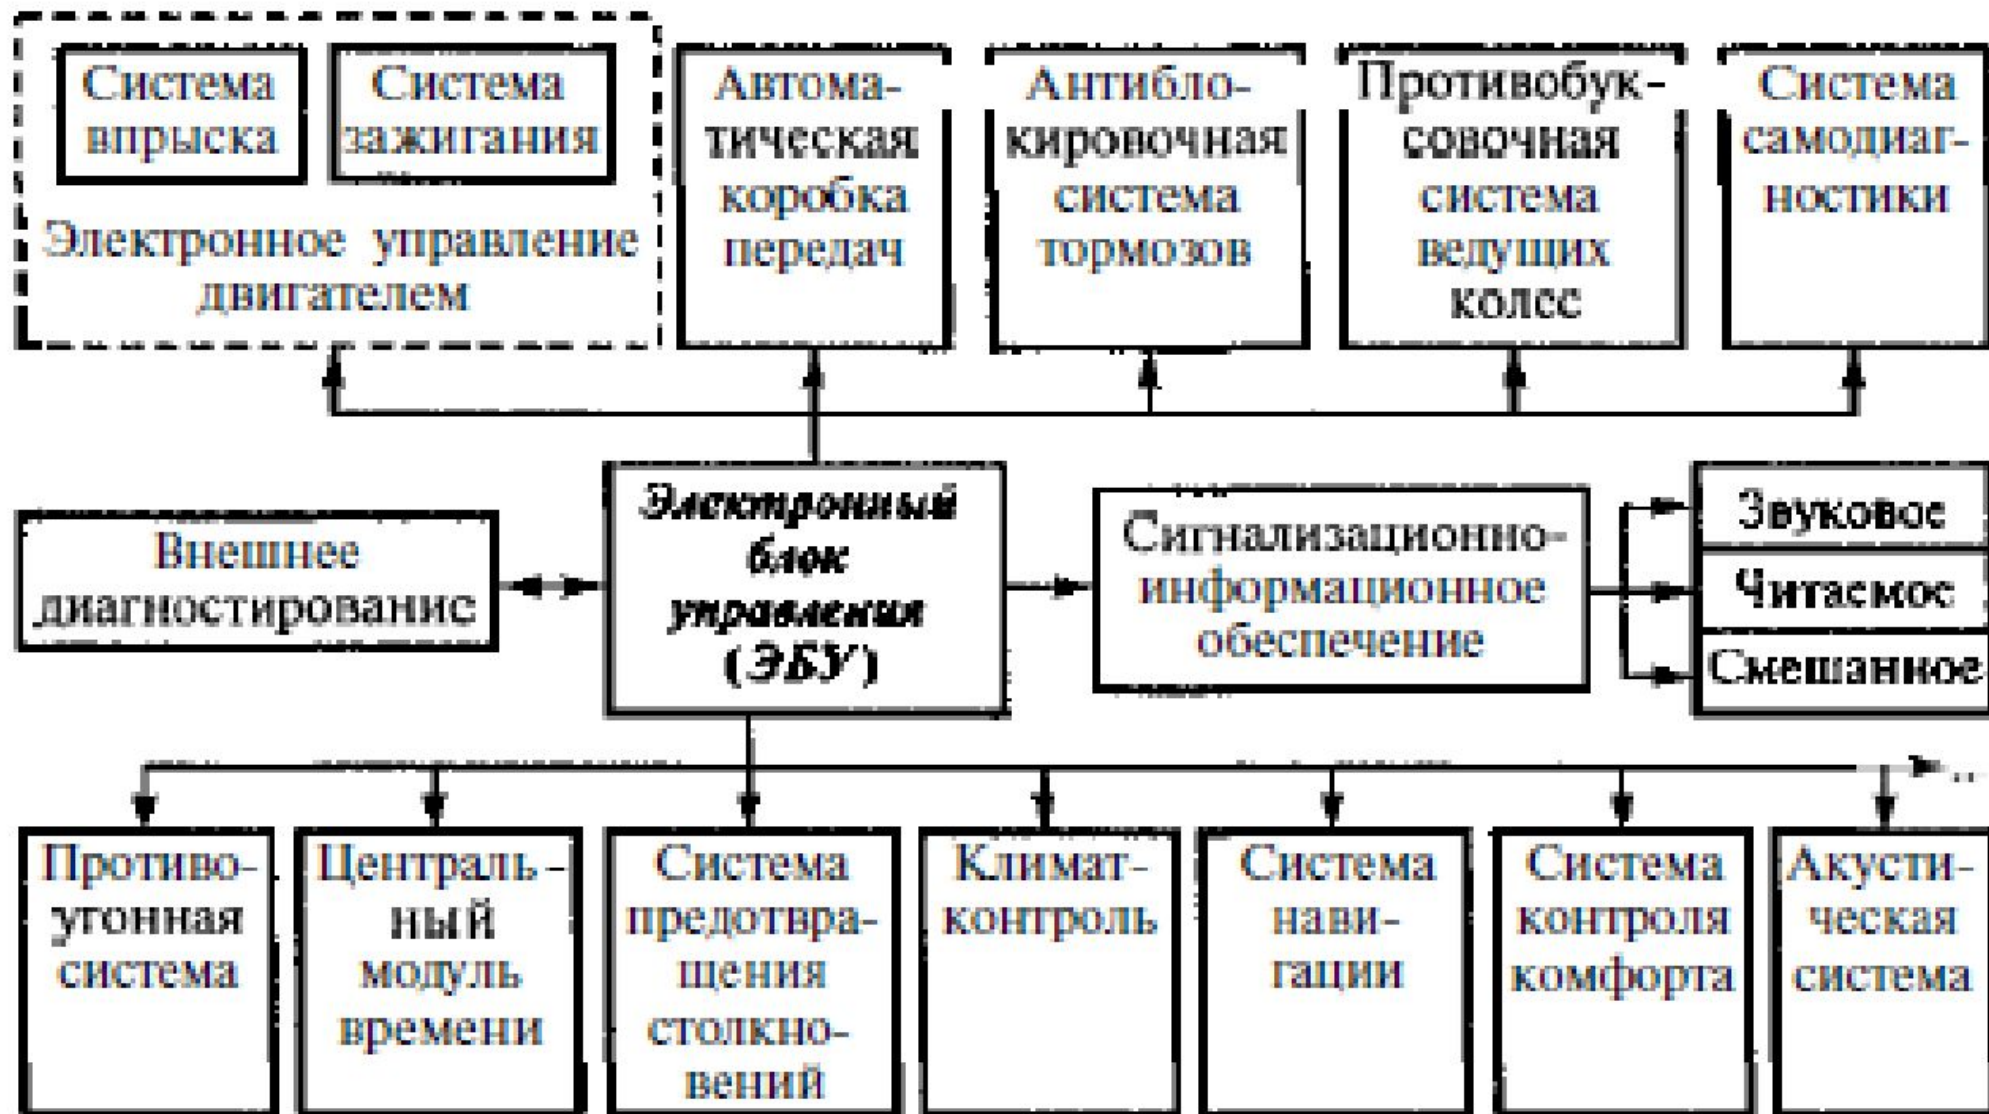 Система
впрыска
Система
зажигания
Электронное управление
двигателем
Автома-
тическая
коробка
передач
Антибло-
кировочная
система
тормозов
Противобук-
совочная
система
ведущих
колес
Система
самодиаг-
ностики
Внешнее
диагностирование
Электронный
блок
управления
(ЭБУ)
Сигнализационно-
информационное
обеспечение
Звуковое
Читаемое
Смешанное
Противо-
угонная
система
Централь-
ный
модуль
времени
Система
предотвра-
щения
столкно-
вений
Климат-
контроль
Система
нави-
гации
Система
контроля
комфорта
Акусти-
ческая
система